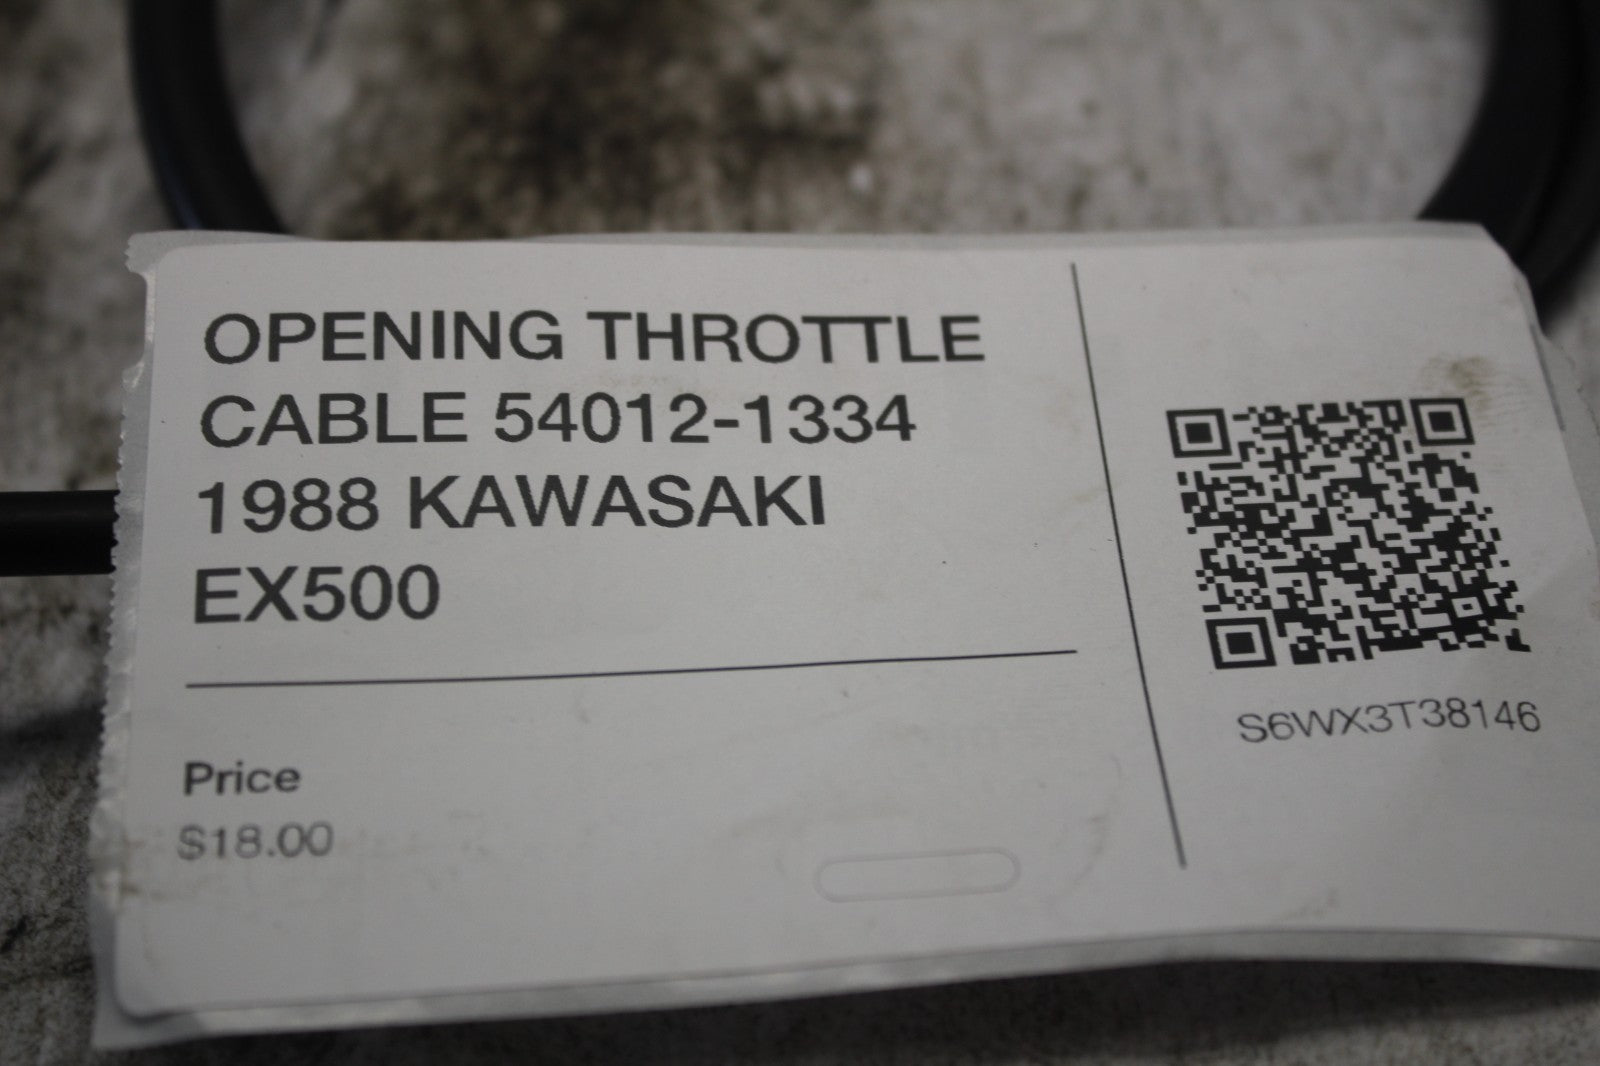 OPENING THROTTLE
CABLE 54012-1334
1988 KAWASAKI
EX500
Price
$18.00
S6WX3T38146